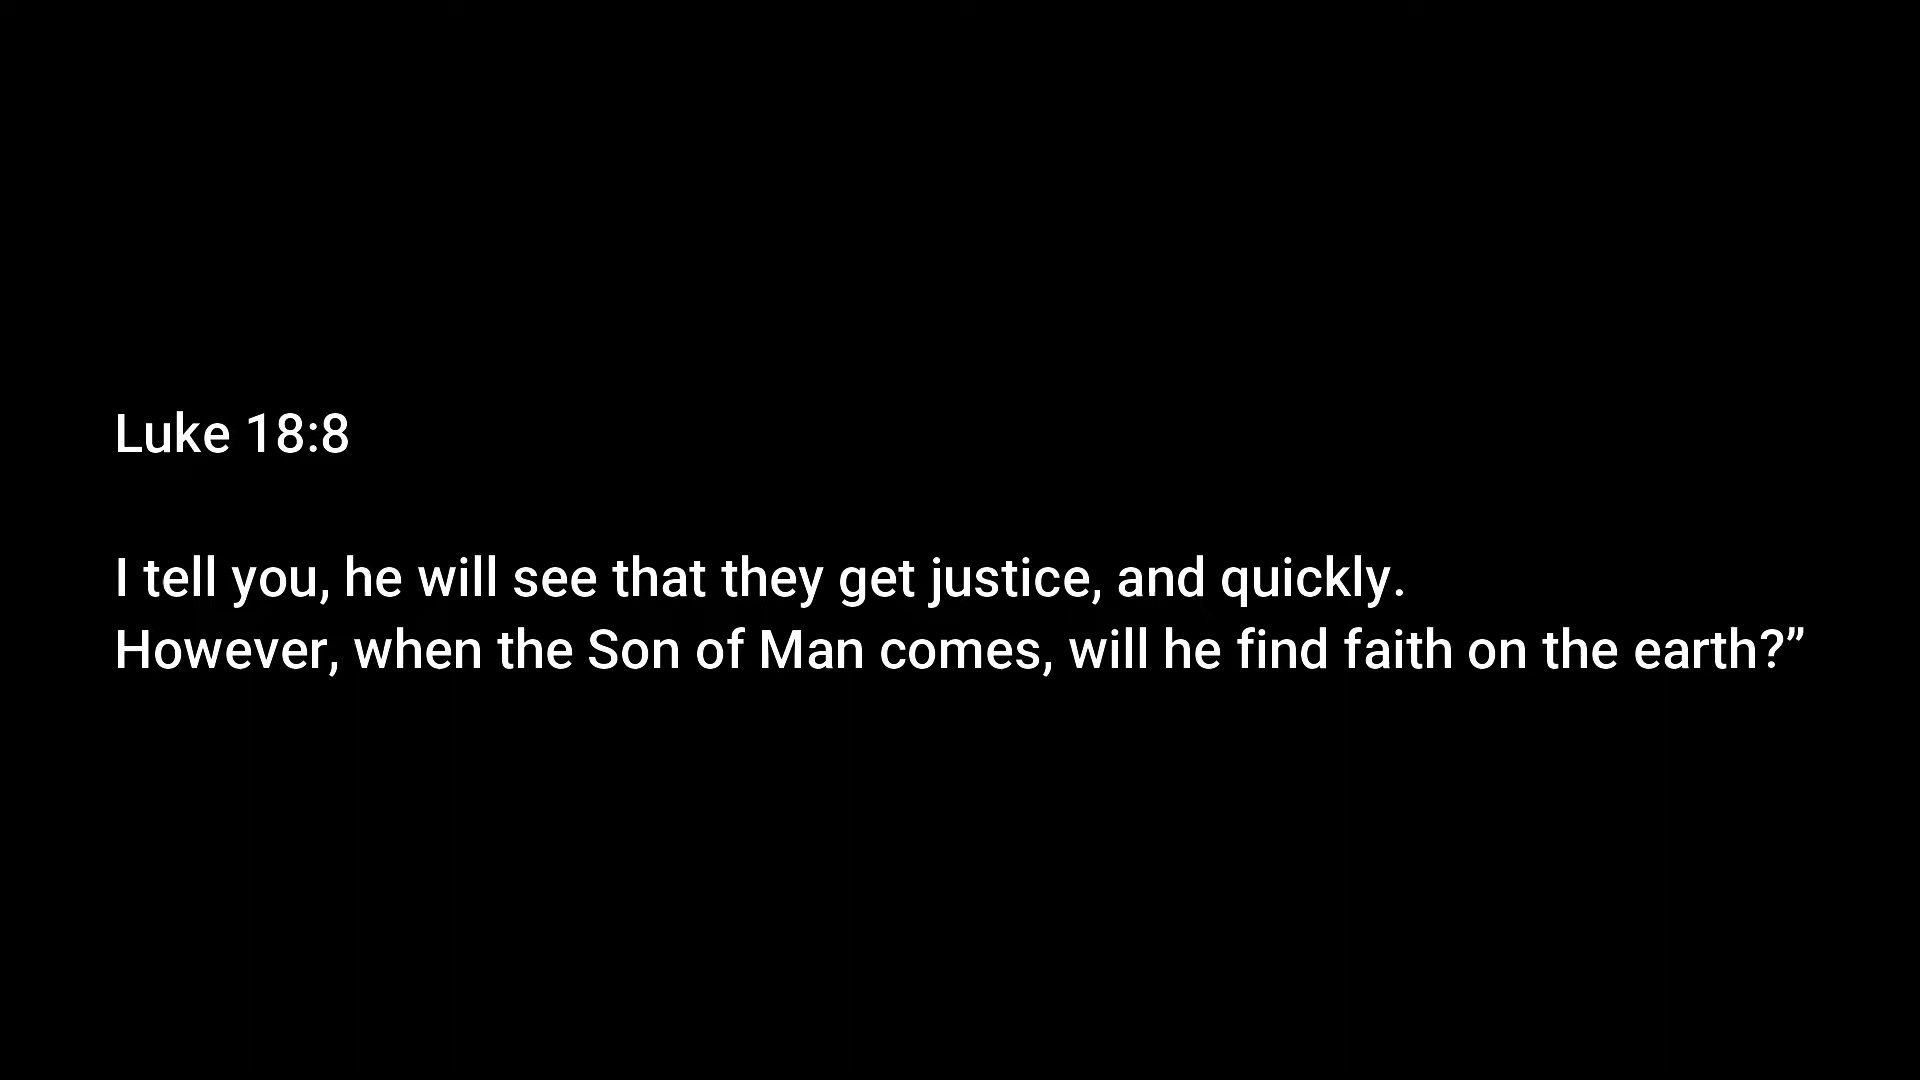 Luke 18:8
I tell you, he will see that they get justice, and quickly.
However, when the Son of Man comes, will he find faith on the earth?”